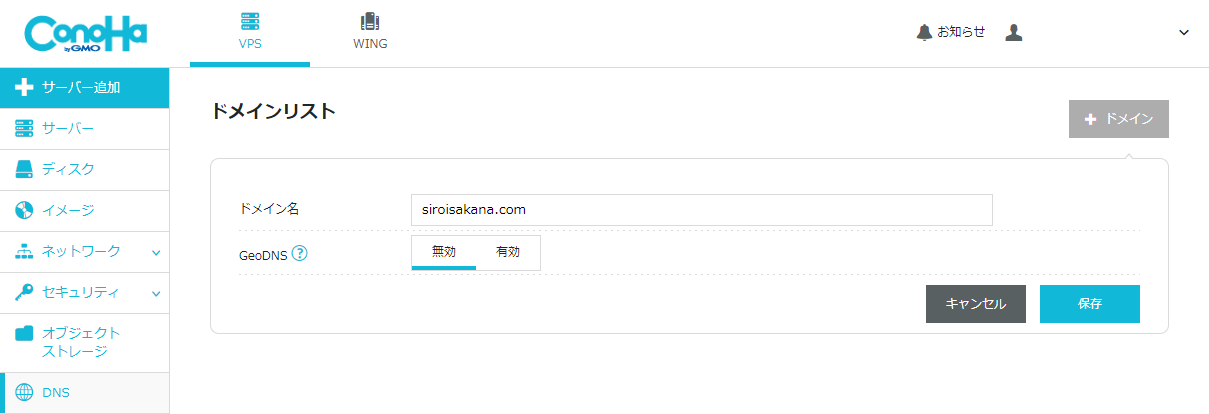 ConoHa
by GMO
VPS
WING
お知らせ
サーバー追加
サーバー
ディスク
イメージ
ネットワーク
セキュリティ
オブジェクト
ストレージ
DNS
ドメインリスト
+ ドメイン
ドメイン名
siroisakana.com
GeoDNS ?
無効 有効
キャンセル 保存